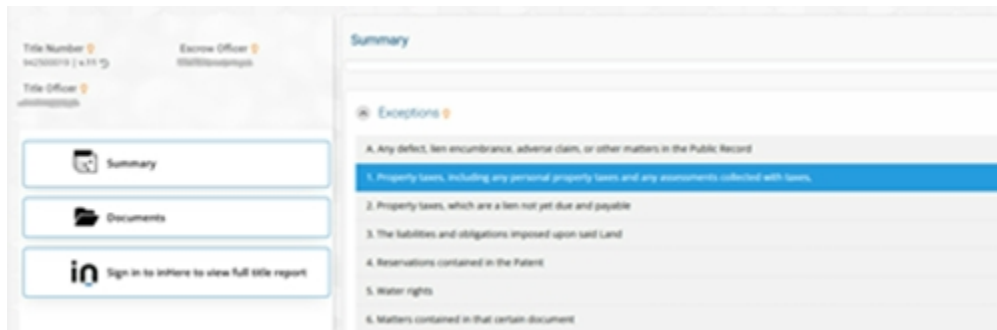 Title Number
Escrow Officer
Title Officer
Summary
Documents
in Sign in to inHere to view full title report
Summary
Exceptions
A. Any defect, lien encumbrance, adverse claim, or other matters in the Public Record
1. Property taxes, including any personal property taxes and any assessments collected with taxes,
2. Property taxes, which are a lien not yet due and payable
3. The liabilities and obligations imposed upon said Land
4. Reservations contained in the Patent
5. Water rights
6. Matters contained in that certain document